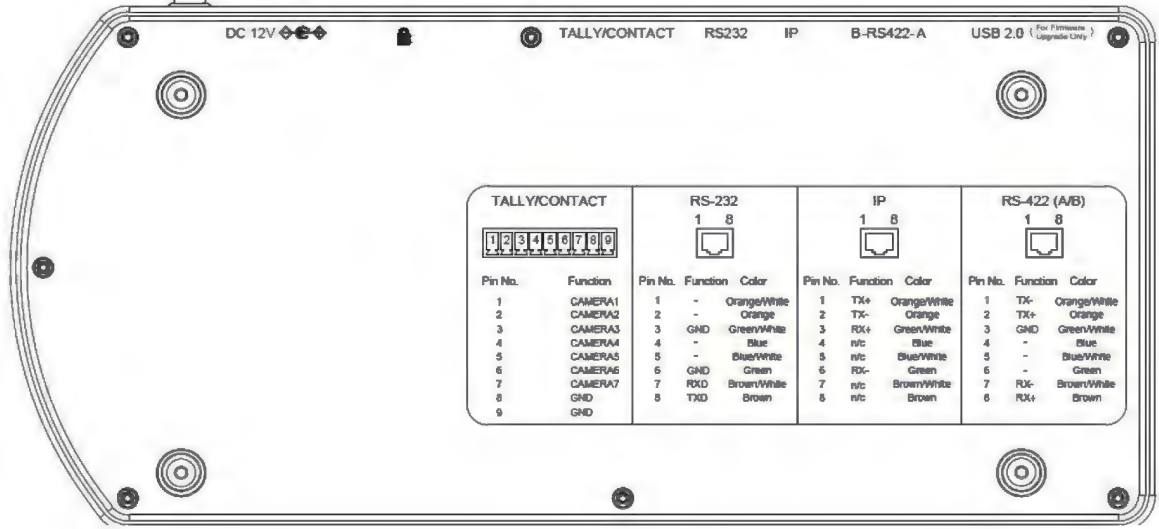 DC 12V TALLY/CONTACT RS232 IP B-RS422-A USB 2.0 (For Firmware Upgrade Only)
TALLY/CONTACT
1 2 3 4 5 6 7 8 9
Pin No. Function
1 CAMERA1
2 CAMERA2
3 CAMERA3
4 CAMERA4
5 CAMERA5
6 CAMERA6
7 CAMERA7
8 GND
9 GND
RS-232
1 8
Pin No. Function Color
1 - Orange/White
2 - Orange
3 GND Green/White
4 - Blue
5 - Blue/White
6 GND Green
7 RXD Brown/White
8 TXD Brown
IP
1 8
Pin No. Function Color
1 TX+ Orange/White
2 TX- Orange
3 RX+ Green/White
4 n/c Blue
5 n/c Blue/White
6 RX- Green
7 n/c Brown/White
8 n/c Brown
RS-422 (A/B)
1 8
Pin No. Function Color
1 TX- Orange/White
2 TX+ Orange
3 GND Green/White
4 - Blue
5 - Blue/White
6 - Green
7 RX- Brown/White
8 RX+ Brown